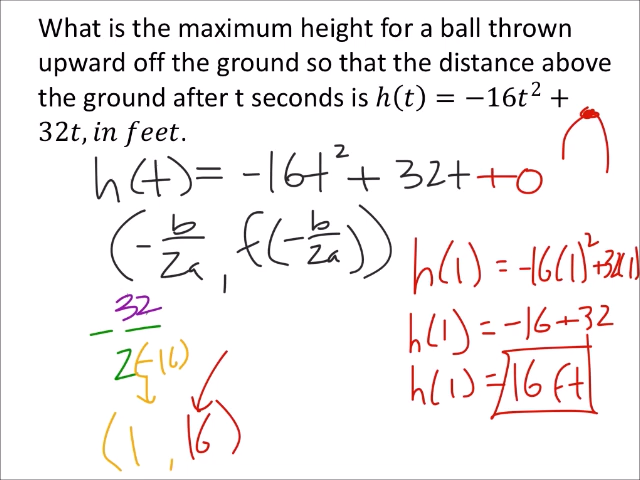 What is the maximum height for a ball thrown
upward off the ground so that the distance above
the ground after t seconds is h(t) = −16t² +
32t, in feet.
h(t) = -16t² + 32t + 0
(-b/2a, f(-b/2a))
-32/2(-16)
(1, 16)
h(1) = -16(1)² + 32(1)
h(1) = -16 + 32
h(1) = 16 ft